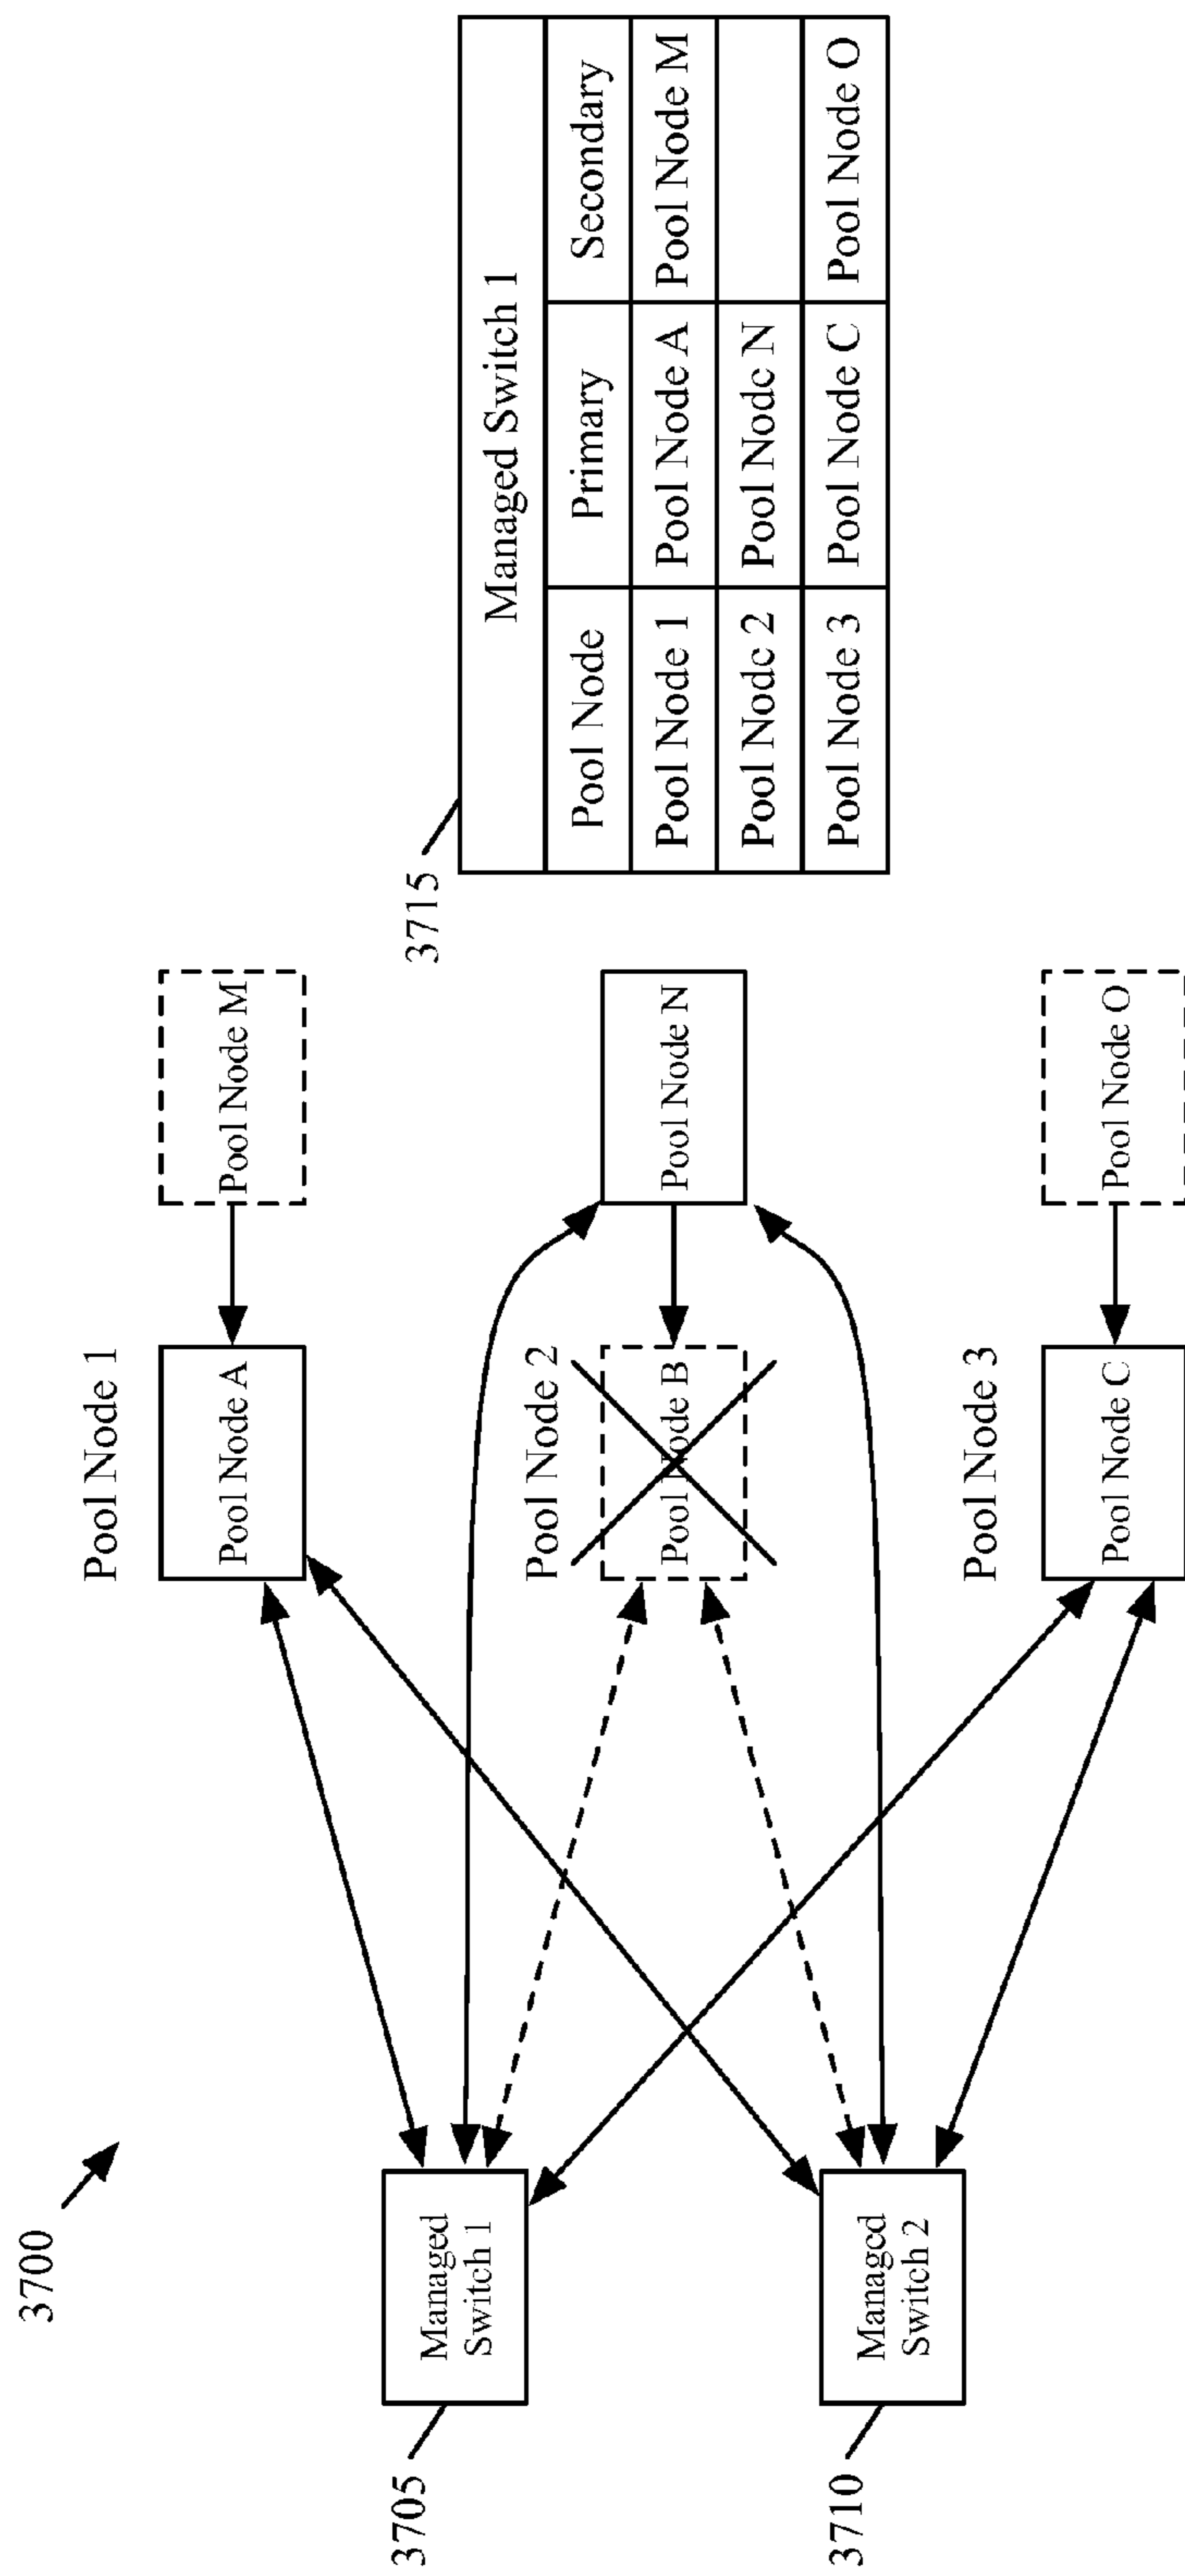 3700
Pool Node 1
Pool Node A
Pool Node M
3705
Managed
Switch 1
Pool Node 2
Pool Node B
Pool Node N
3710
Managed
Switch 2
Pool Node 3
Pool Node C
Pool Node O
3715
Managed Switch 1
Pool Node Primary Secondary
Pool Node 1 Pool Node A Pool Node M
Pool Node 2 Pool Node N
Pool Node 3 Pool Node C Pool Node O